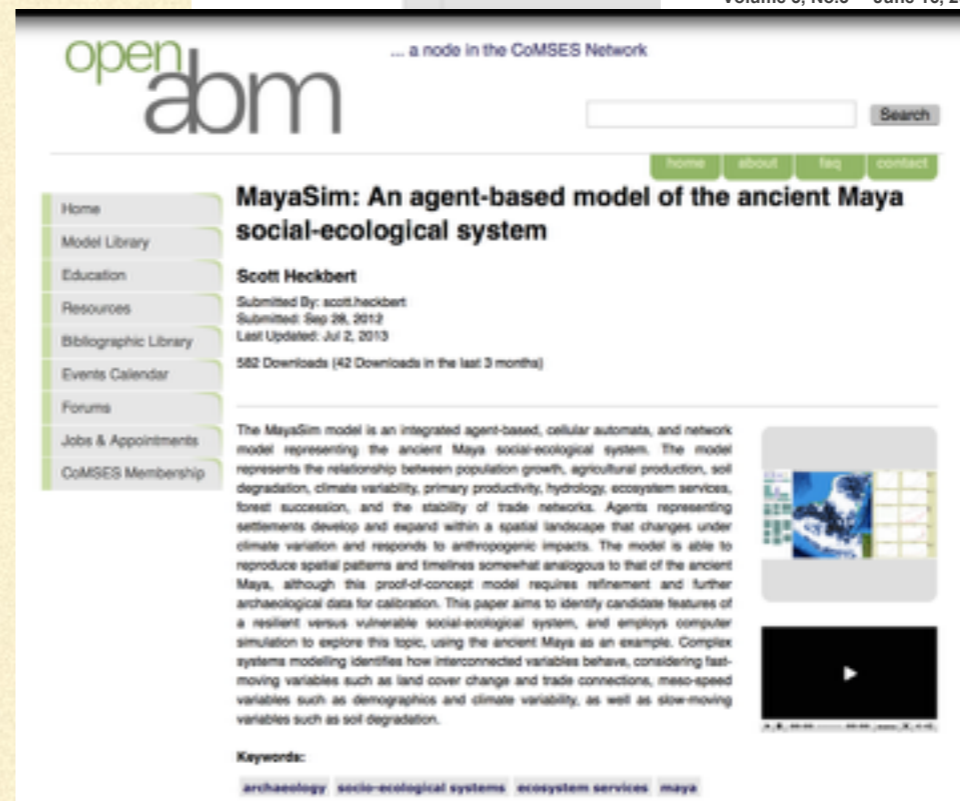 open
abm
... a node in the CoMSES Network
Search
home about faq contact
Home
Model Library
Education
Resources
Bibliographic Library
Events Calendar
Forums
Jobs & Appointments
CoMSES Membership
MayaSim: An agent-based model of the ancient Maya
social-ecological system
Scott Heckbert
Submitted By: scott.heckbert
Submitted: Sep 28, 2012
Last Updated: Jul 2, 2013
582 Downloads (42 Downloads in the last 3 months)
The MayaSim model is an integrated agent-based, cellular automata, and network
model representing the ancient Maya social-ecological system. The model
represents the relationship between population growth, agricultural production, soil
degradation, climate variability, primary productivity, hydrology, ecosystem services,
forest succession, and the stability of trade networks. Agents representing
settlements develop and expand within a spatial landscape that changes under
climate variation and responds to anthropogenic impacts. The model is able to
reproduce spatial patterns and timelines somewhat analogous to that of the ancient
Maya, although this proof-of-concept model requires refinement and further
archaeological data for calibration. This paper aims to identify candidate features of
a resilient versus vulnerable social-ecological system, and employs computer
simulation to explore this topic, using the ancient Maya as an example. Complex
systems modelling identifies how interconnected variables behave, considering fast-
moving variables such as land cover change and trade connections, meso-speed
variables such as demographics and climate variability, as well as slow-moving
variables such as soil degradation.
Keywords:
archaeology socio-ecological systems ecosystem services maya